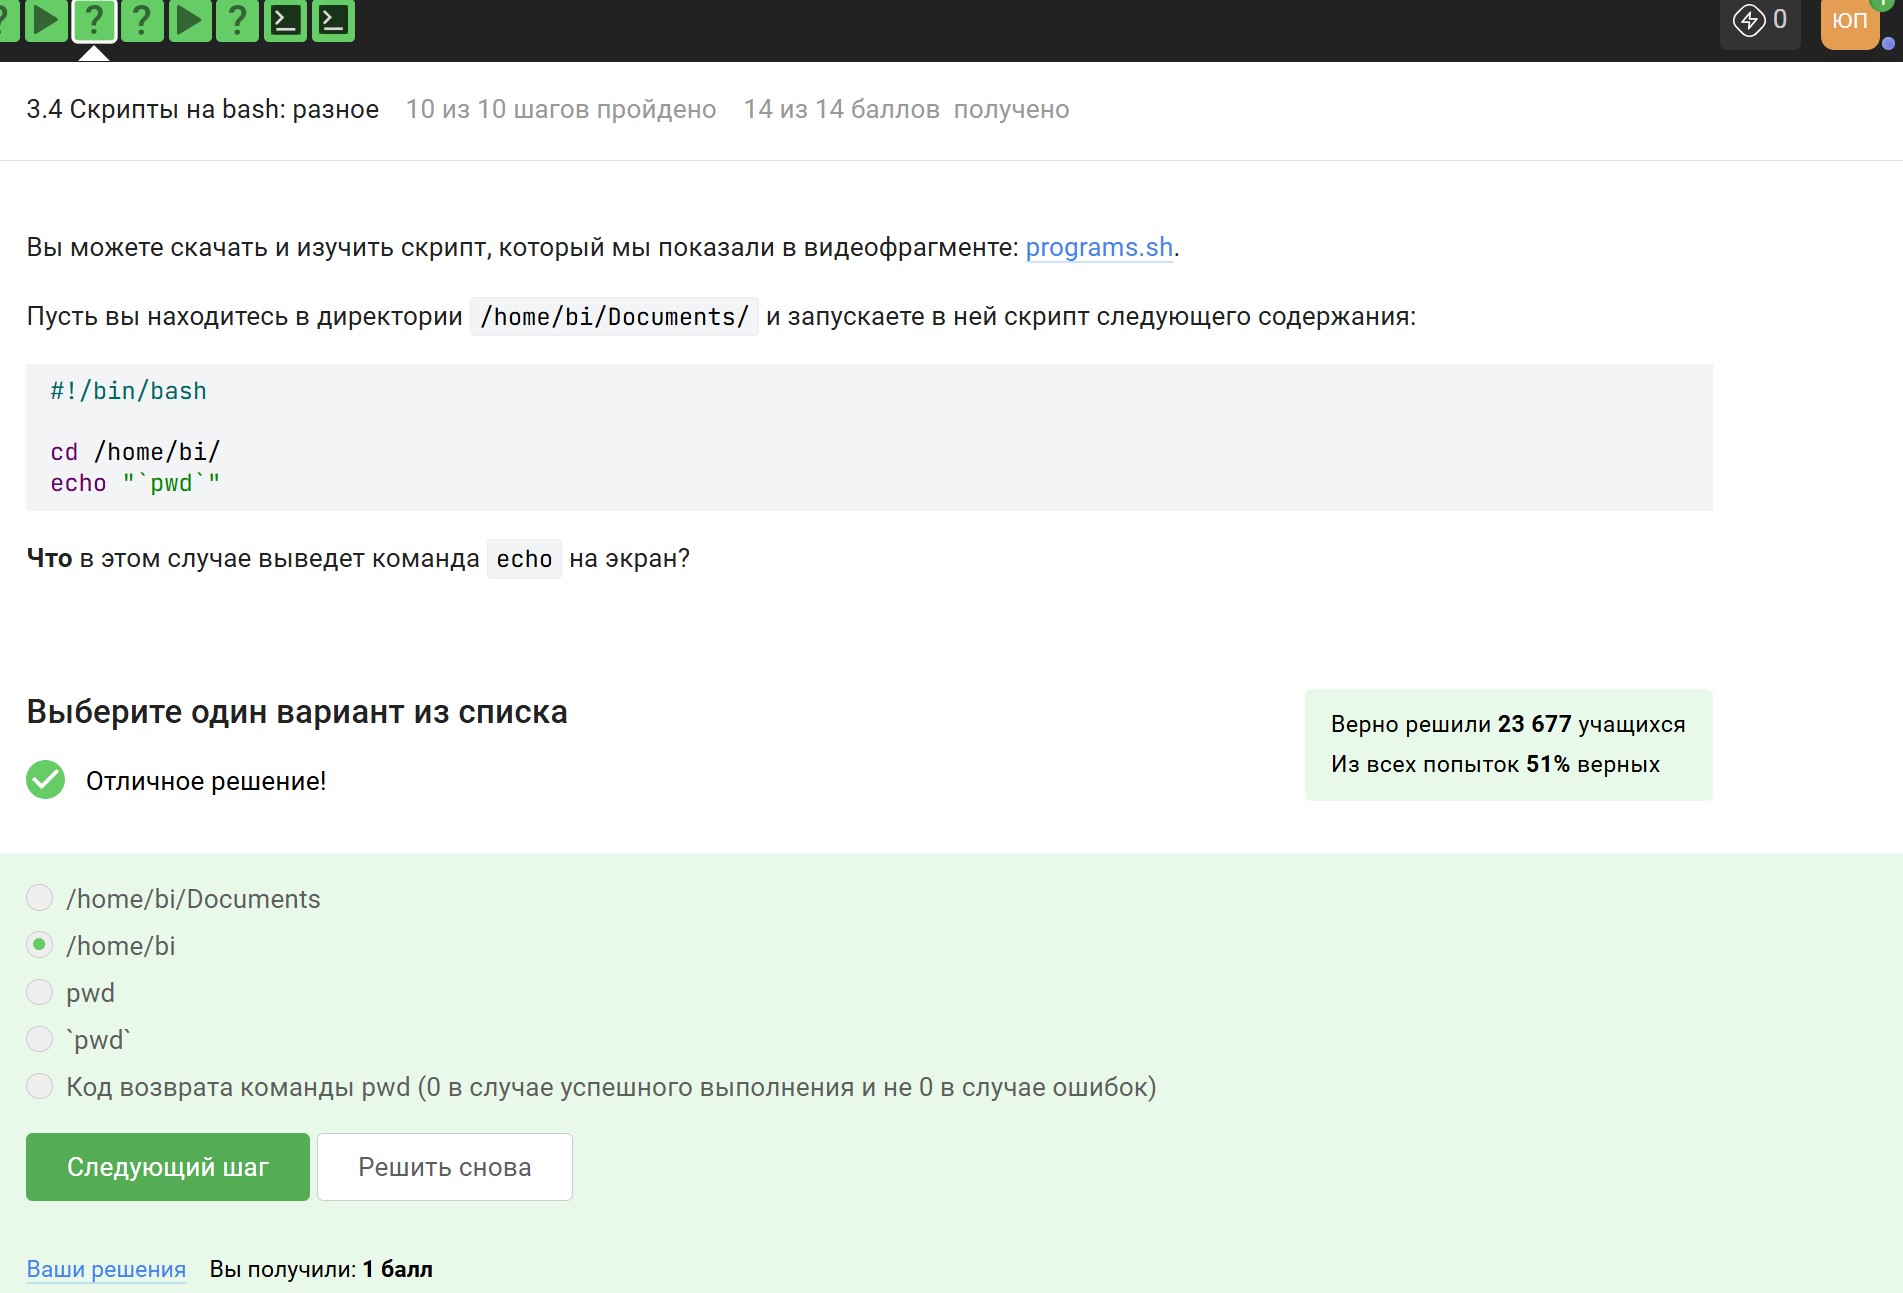 0
ЮП
3.4 Скрипты на bash: разное 10 из 10 шагов пройдено 14 из 14 баллов получено
Вы можете скачать и изучить скрипт, который мы показали в видеофрагменте: programs.sh.
Пусть вы находитесь в директории /home/bi/Documents/ и запускаете в ней скрипт следующего содержания:
#!/bin/bash
cd /home/bi/
echo "`pwd`"
Что в этом случае выведет команда echo на экран?
Выберите один вариант из списка
Верно решили 23 677 учащихся
Из всех попыток 51% верных
Отличное решение!
/home/bi/Documents
/home/bi
pwd
`pwd`
Код возврата команды pwd (0 в случае успешного выполнения и не 0 в случае ошибок)
Следующий шаг Решить снова
Ваши решения Вы получили: 1 балл